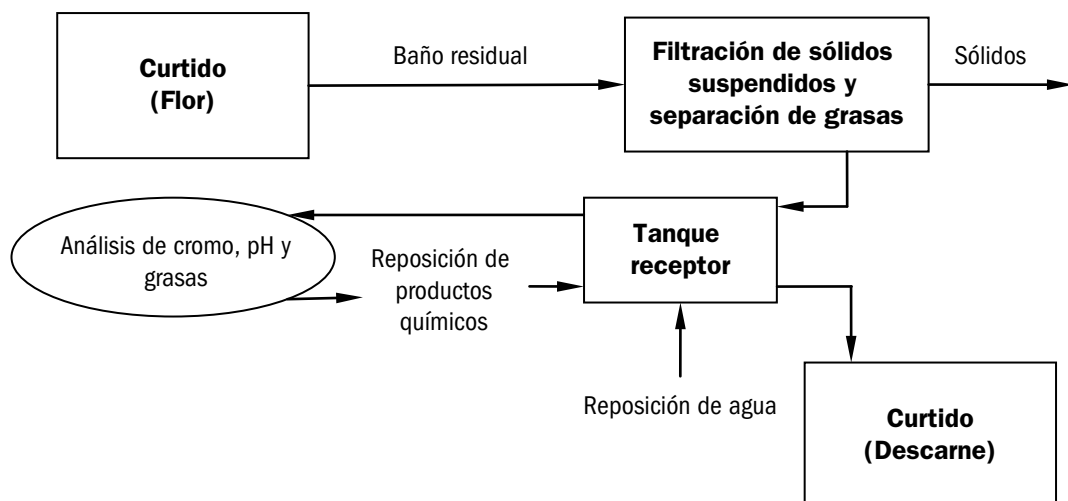 Curtido
(Flor)
Baño residual
Filtración de sólidos
suspendidos y
separación de grasas
Sólidos
Análisis de cromo, pH y
grasas
Reposición de
productos
químicos
Tanque
receptor
Reposición de agua
Curtido
(Descarne)